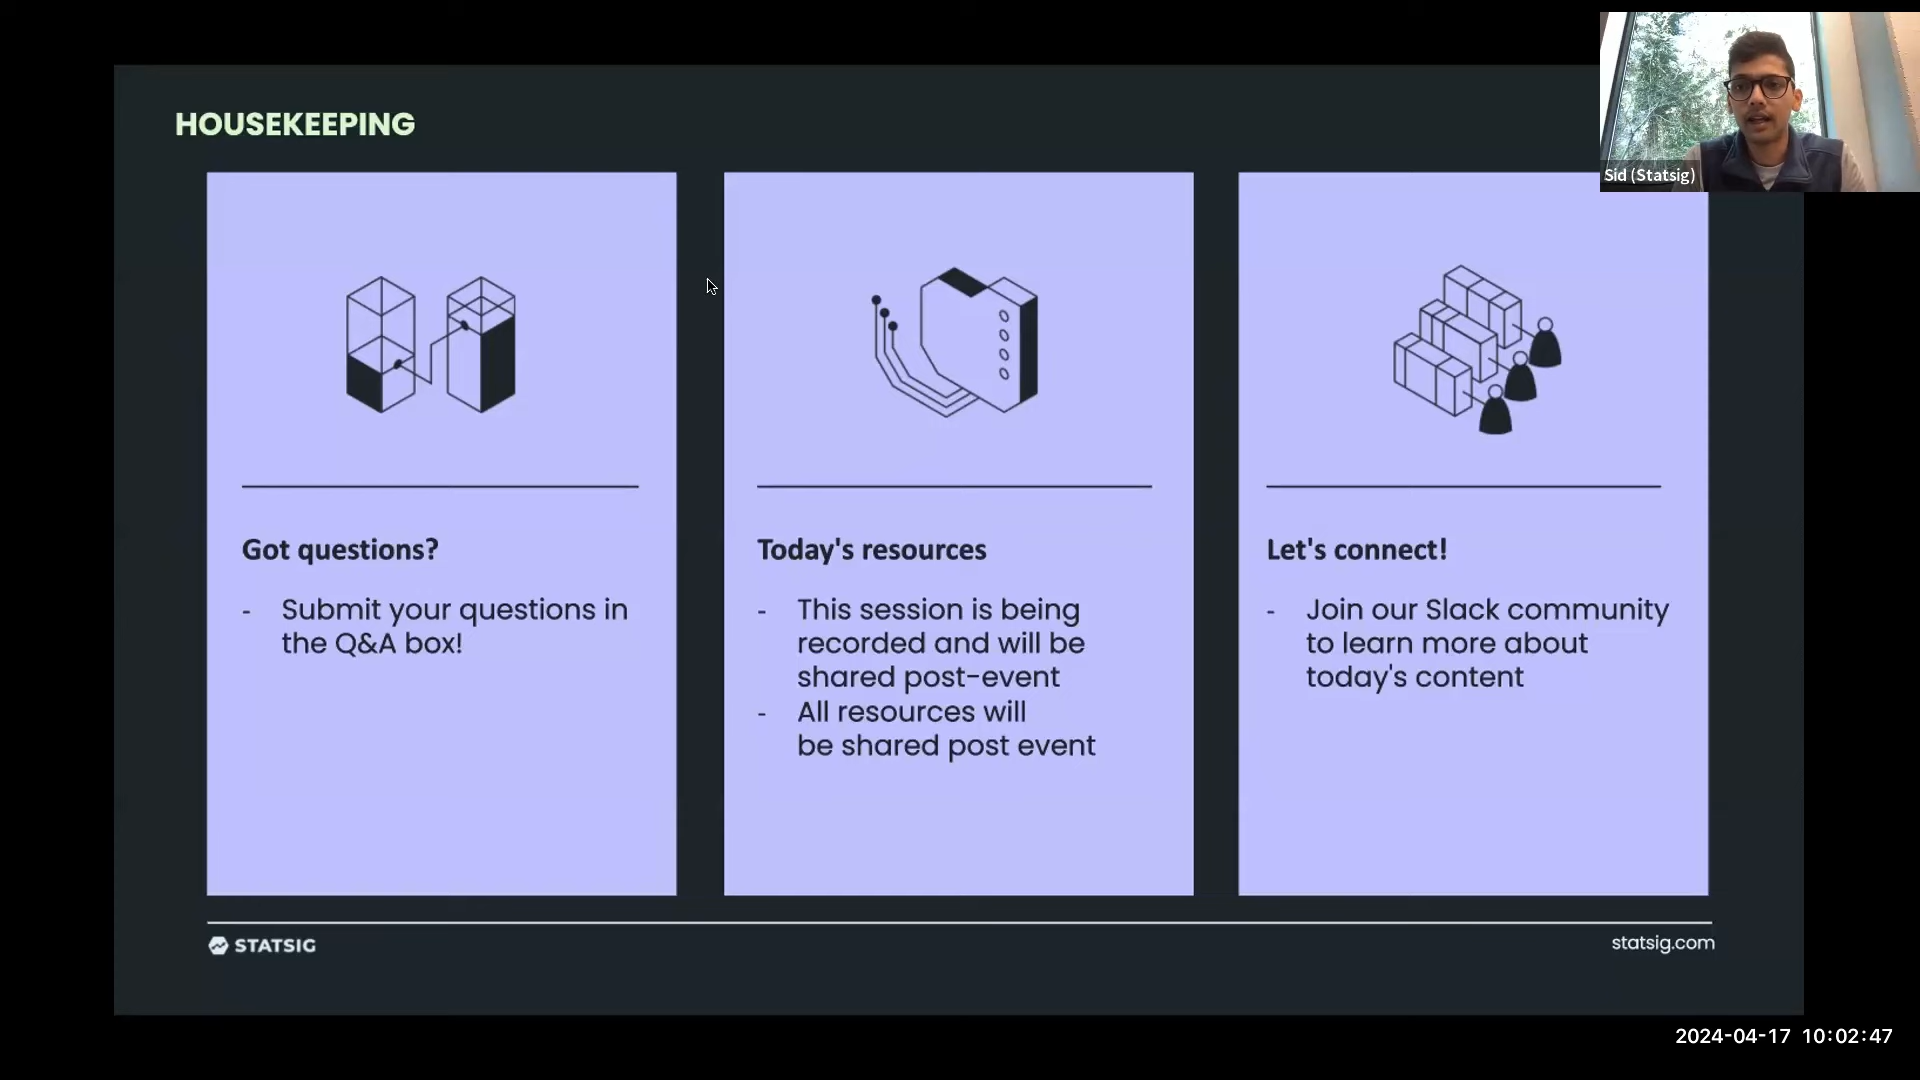 HOUSEKEEPING
Sid (Statsig)
Got questions?
- Submit your questions in
the Q&A box!
Today's resources
- This session is being
recorded and will be
shared post-event
- All resources will
be shared post event
Let's connect!
- Join our Slack community
to learn more about
today's content
STATSIG
statsig.com
2024-04-17 10:02:47